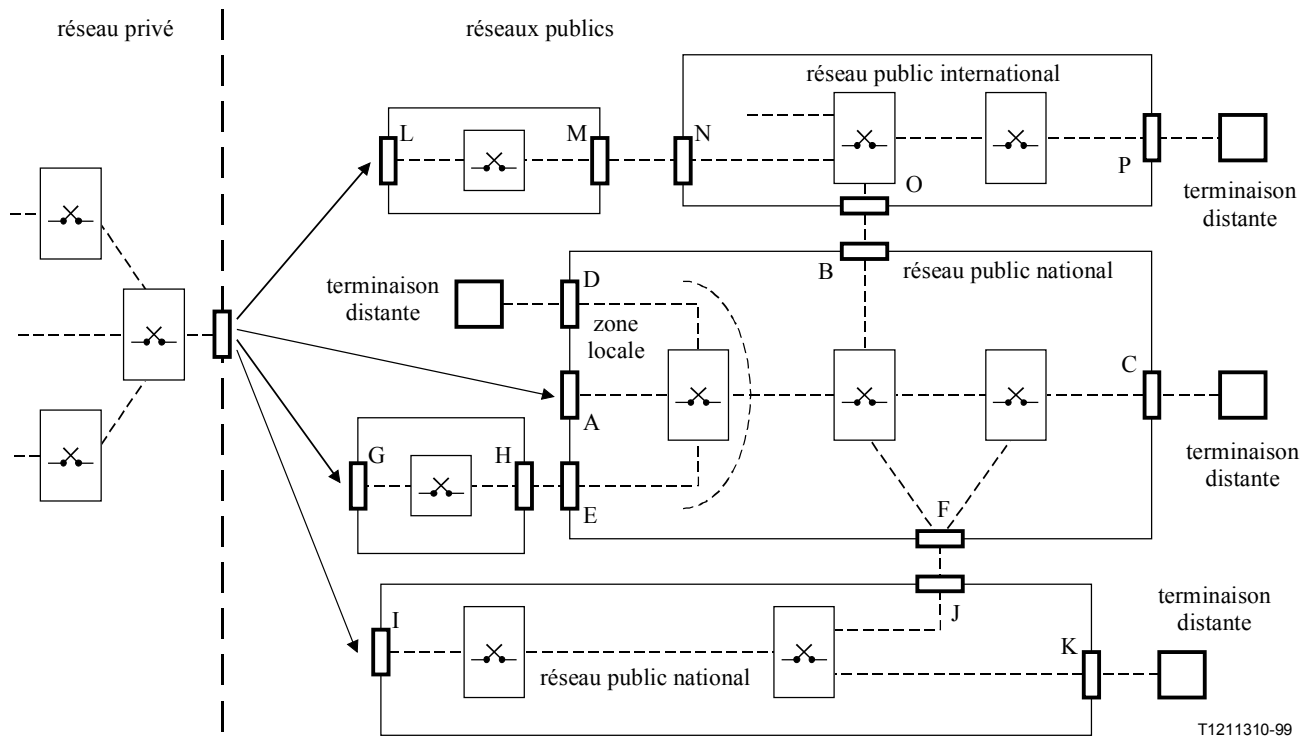 réseau privé
réseaux publics
réseau public international
L
M
N
O
P
terminaison
distante
B
réseau public national
terminaison
distante
D
zone
locale
A
C
terminaison
distante
G
H
E
F
I
J
K
réseau public national
terminaison
distante
T1211310-99